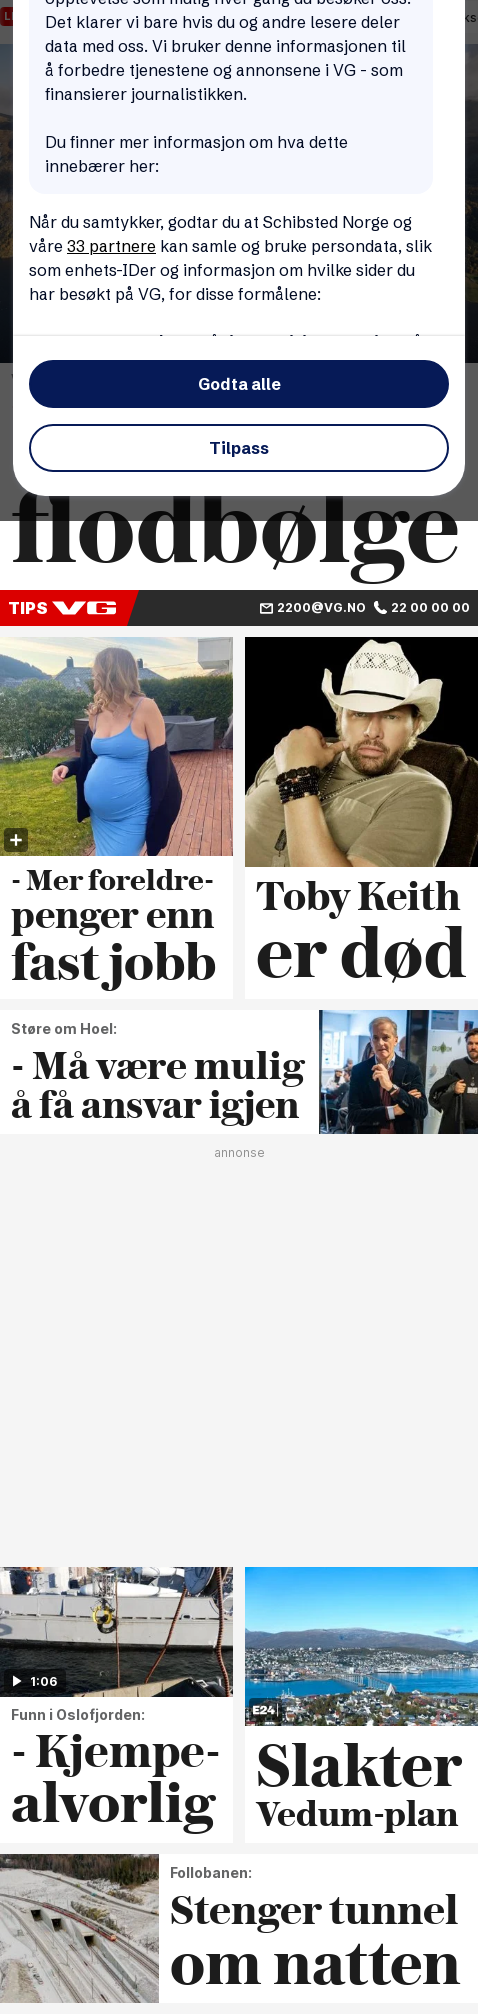 Det klarer vi bare hvis du og andre lesere deler
data med oss. Vi bruker denne informasjonen til
å forbedre tjenestene og annonsene i VG - som
finansierer journalistikken.
Du finner mer informasjon om hva dette
innebærer her:
Når du samtykker, godtar du at Schibsted Norge og
våre 33 partnere kan samle og bruke persondata, slik
som enhets-IDer og informasjon om hvilke sider du
har besøkt på VG, for disse formålene:
Godta alle
Tilpass
flodbølge
TIPS VG
2200@VG.NO 22 00 00 00
- Mer foreldre-
penger enn
fast jobb
Toby Keith
er død
Støre om Hoel:
- Må være mulig
å få ansvar igjen
annonse
1:06
Funn i Oslofjorden:
- Kjempe-
alvorlig
E24
Slakter
Vedum-plan
Follobanen:
Stenger tunnel
om natten